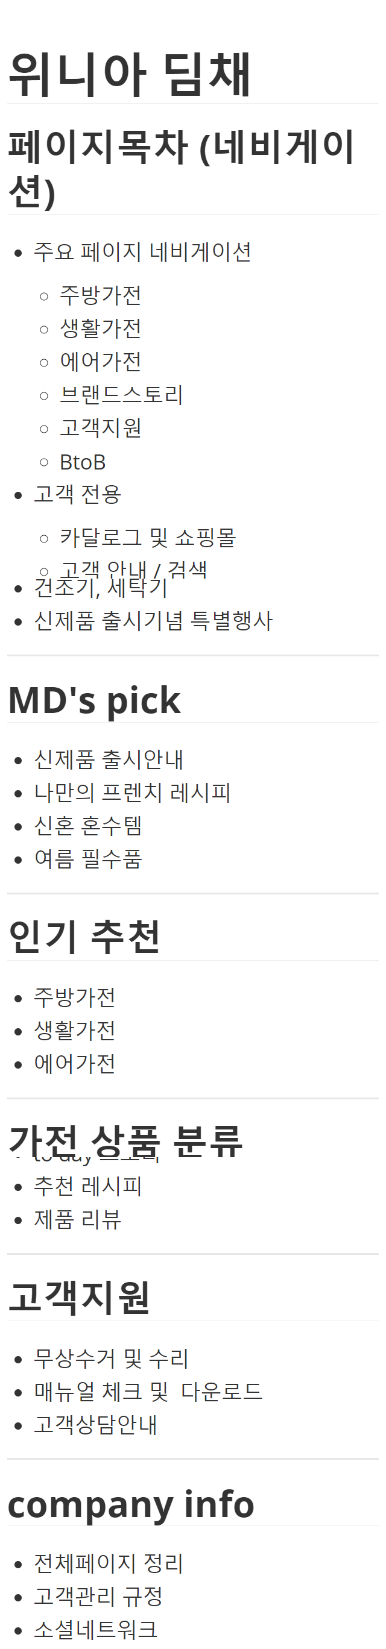 위니아 딤채
페이지목차 (네비게이
션)
주요 페이지 네비게이션
주방가전
생활가전
에어가전
브랜드스토리
고객지원
BtoB
고객 전용
카달로그 및 쇼핑몰
고객 안내 / 검색
건조기, 세탁기
신제품 출시기념 특별행사
MD's pick
신제품 출시안내
나만의 프렌치 레시피
신혼 혼수템
여름 필수품
인기 추천
주방가전
생활가전
에어가전
가전 상품 분류
to day
추천 레시피
제품 리뷰
고객지원
무상수거 및 수리
매뉴얼 체크 및 다운로드
고객상담안내
company info
전체페이지 정리
고객관리 규정
소셜네트워크